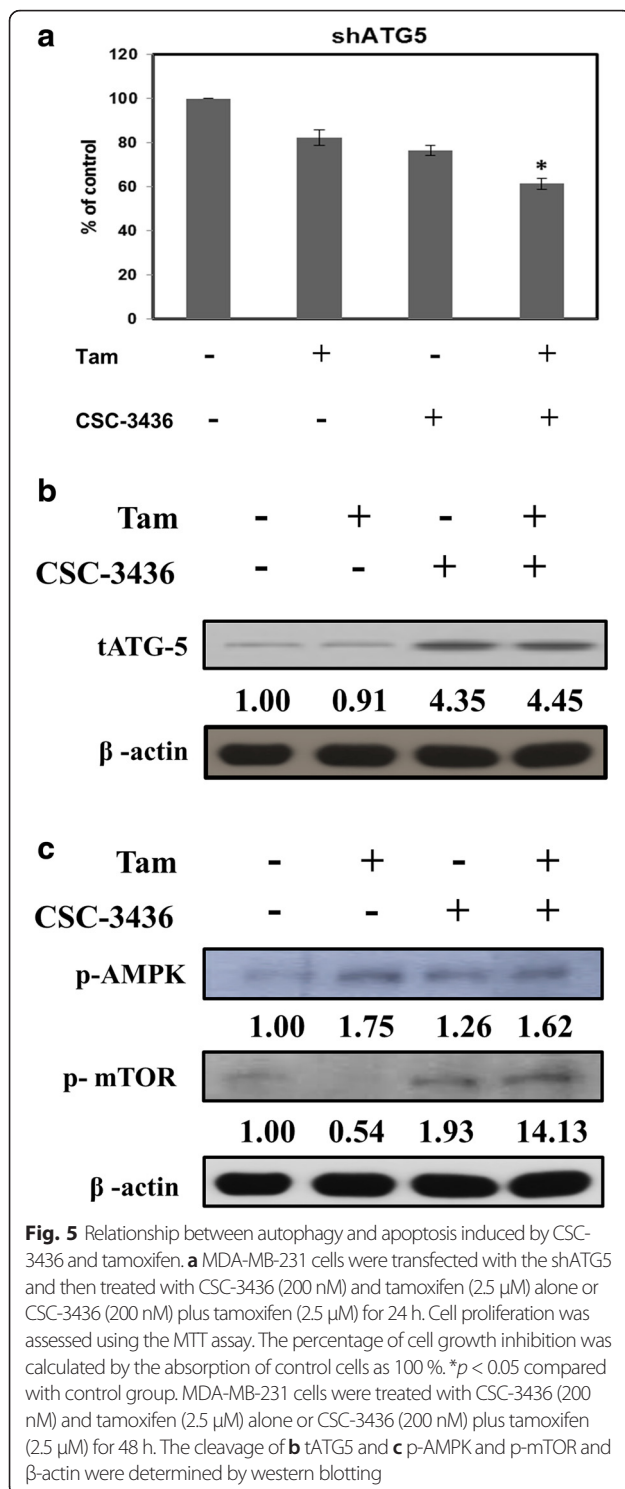 a
shATG5
120
100
80
60
40
20
0
% of control
*
Tam - + - +
CSC-3436 - - + +
b
Tam - + - +
CSC-3436 - - + +
tATG-5
1.00 0.91 4.35 4.45
β -actin
c
Tam - + - +
CSC-3436 - - + +
p-AMPK
1.00 1.75 1.26 1.62
p- mTOR
1.00 0.54 1.93 14.13
β -actin
Fig. 5 Relationship between autophagy and apoptosis induced by CSC-
3436 and tamoxifen. a MDA-MB-231 cells were transfected with the shATG5
and then treated with CSC-3436 (200 nM) and tamoxifen (2.5 μM) alone or
CSC-3436 (200 nM) plus tamoxifen (2.5 μM) for 24 h. Cell proliferation was
assessed using the MTT assay. The percentage of cell growth inhibition was
calculated by the absorption of control cells as 100 %. *p < 0.05 compared
with control group. MDA-MB-231 cells were treated with CSC-3436 (200
nM) and tamoxifen (2.5 μM) alone or CSC-3436 (200 nM) plus tamoxifen
(2.5 μM) for 48 h. The cleavage of b tATG5 and c p-AMPK and p-mTOR and
β-actin were determined by western blotting